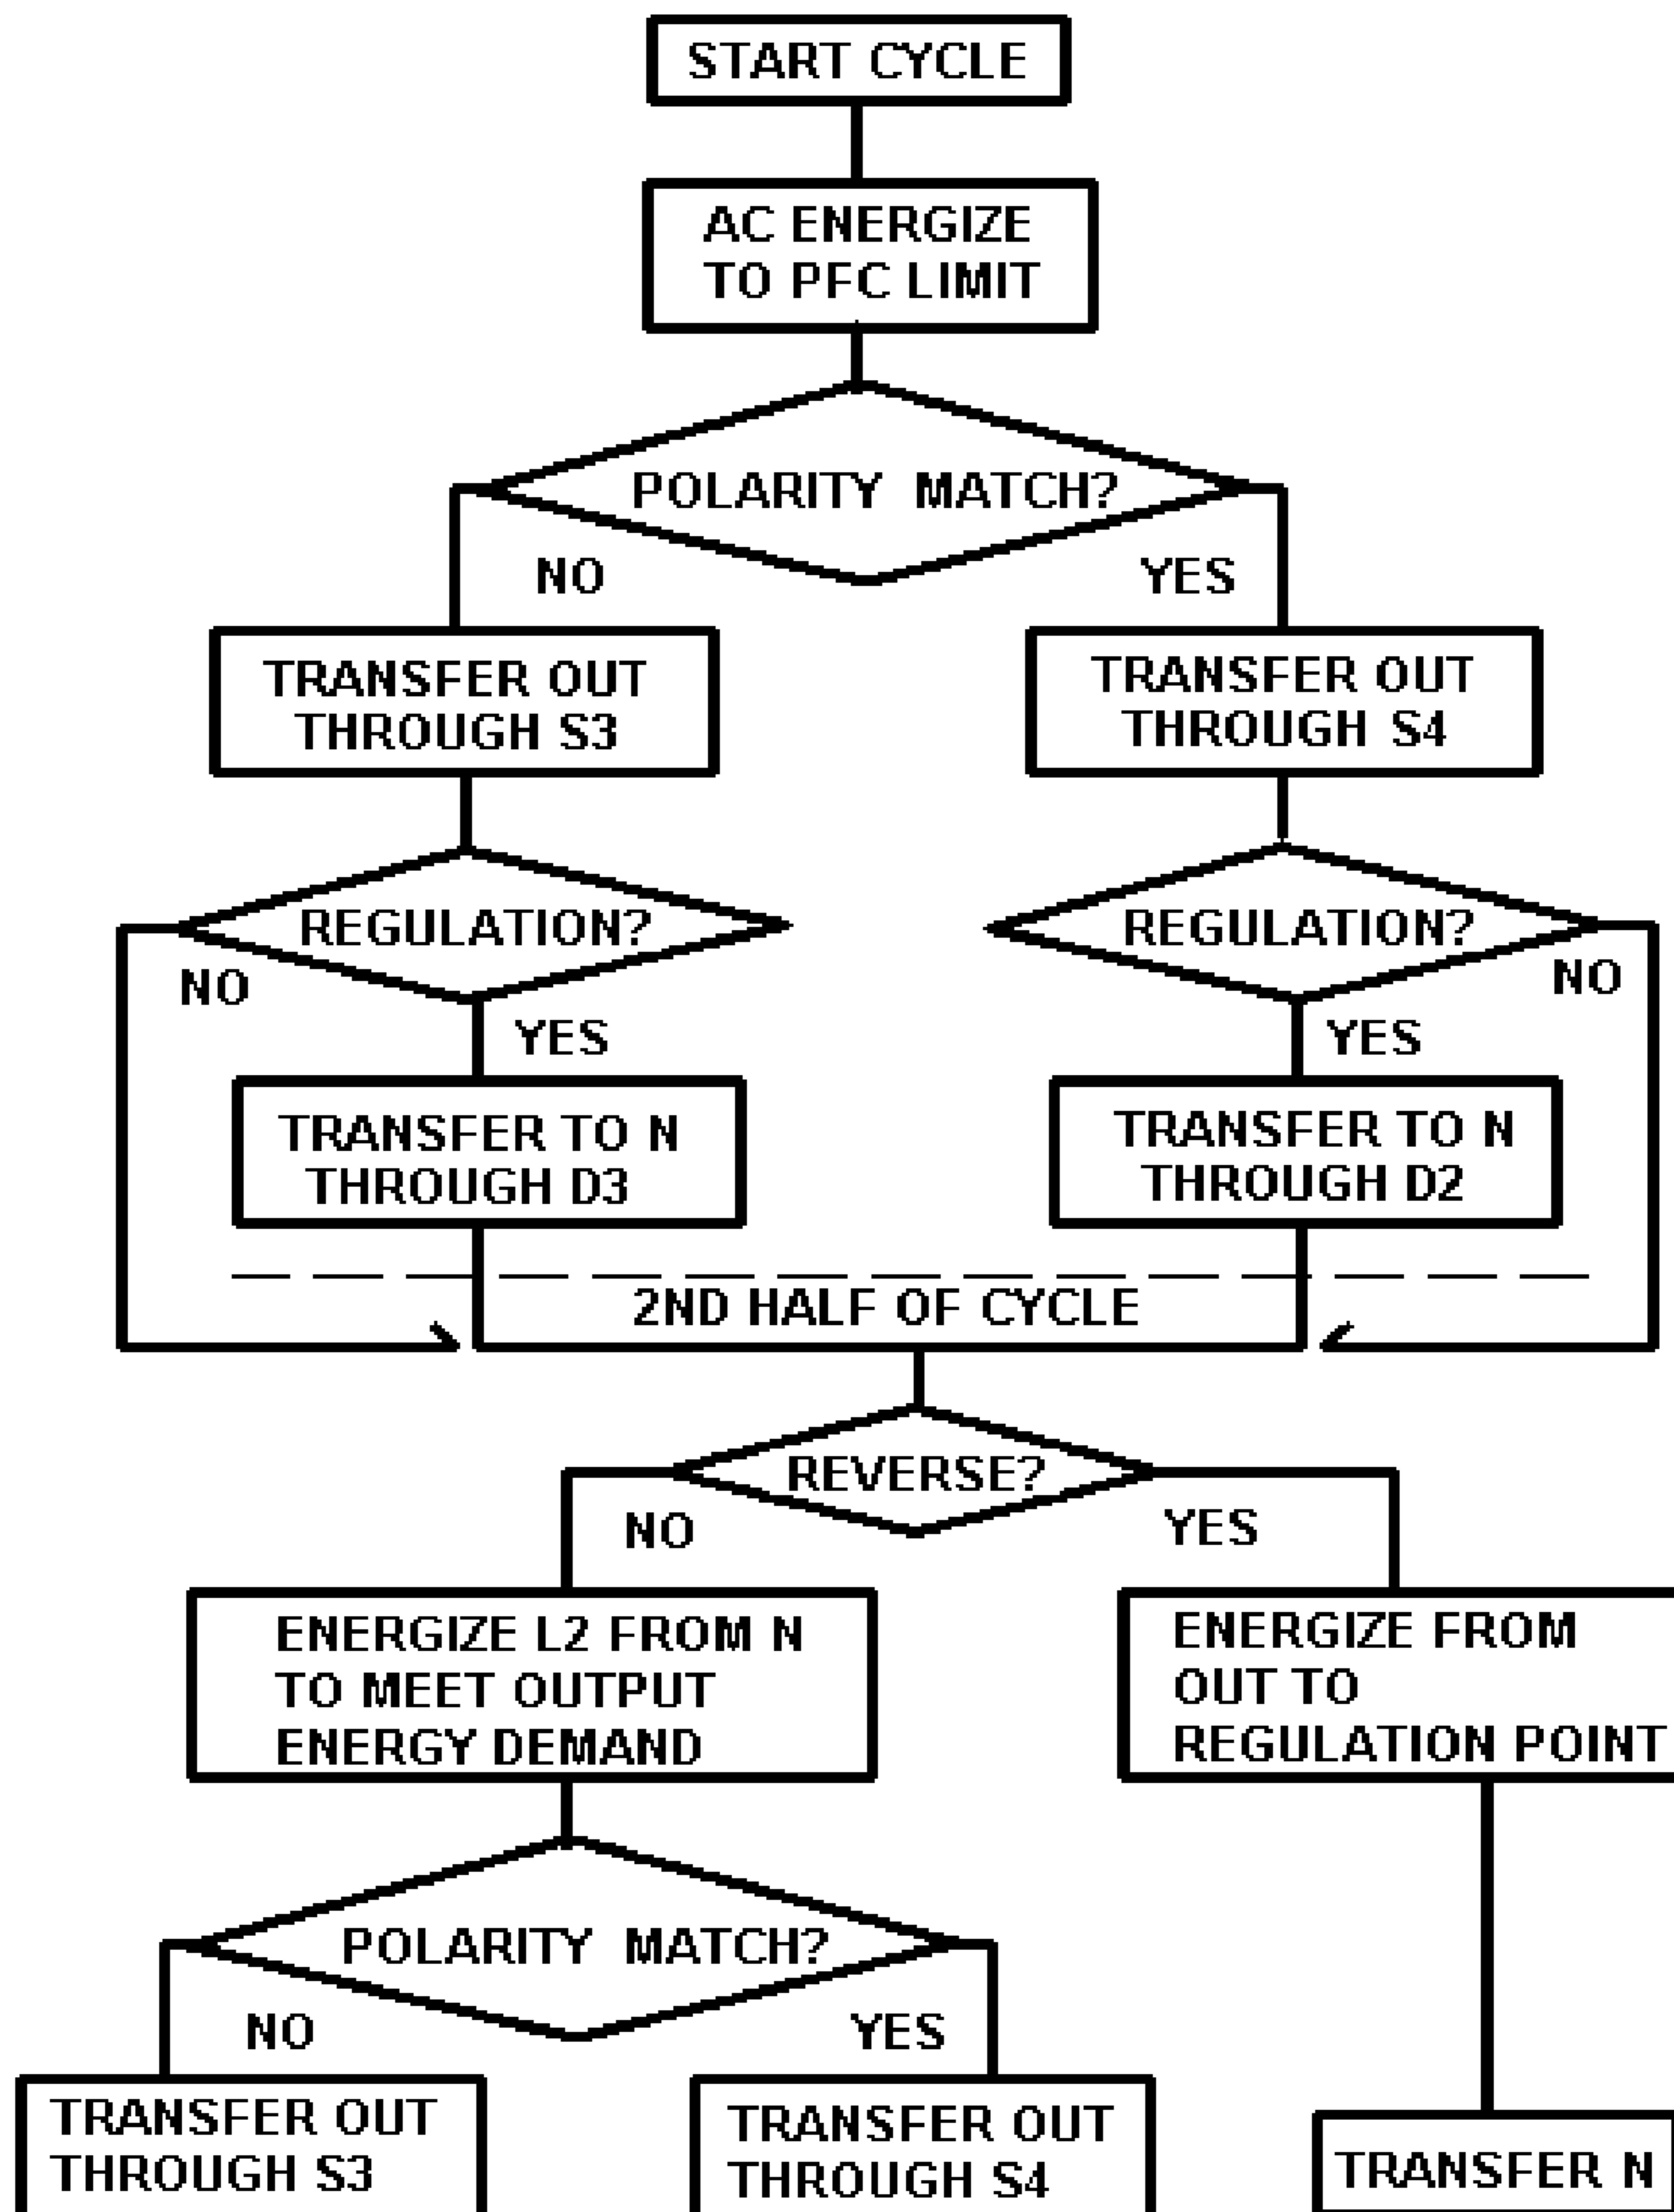 START CYCLE
AC ENERGIZE
TO PFC LIMIT
POLARITY MATCH?
NO
YES
TRANSFER OUT
THROUGH S3
TRANSFER OUT
THROUGH S4
REGULATION?
REGULATION?
NO
NO
YES
YES
TRANSFER TO N
THROUGH D3
TRANSFER TO N
THROUGH D2
2ND HALF OF CYCLE
REVERSE?
NO
YES
ENERGIZE L2 FROM N
TO MEET OUTPUT
ENERGY DEMAND
ENERGIZE FROM
OUT TO
REGULATION POINT
POLARITY MATCH?
NO
YES
TRANSFER OUT
THROUGH S3
TRANSFER OUT
THROUGH S4
TRANSFER N